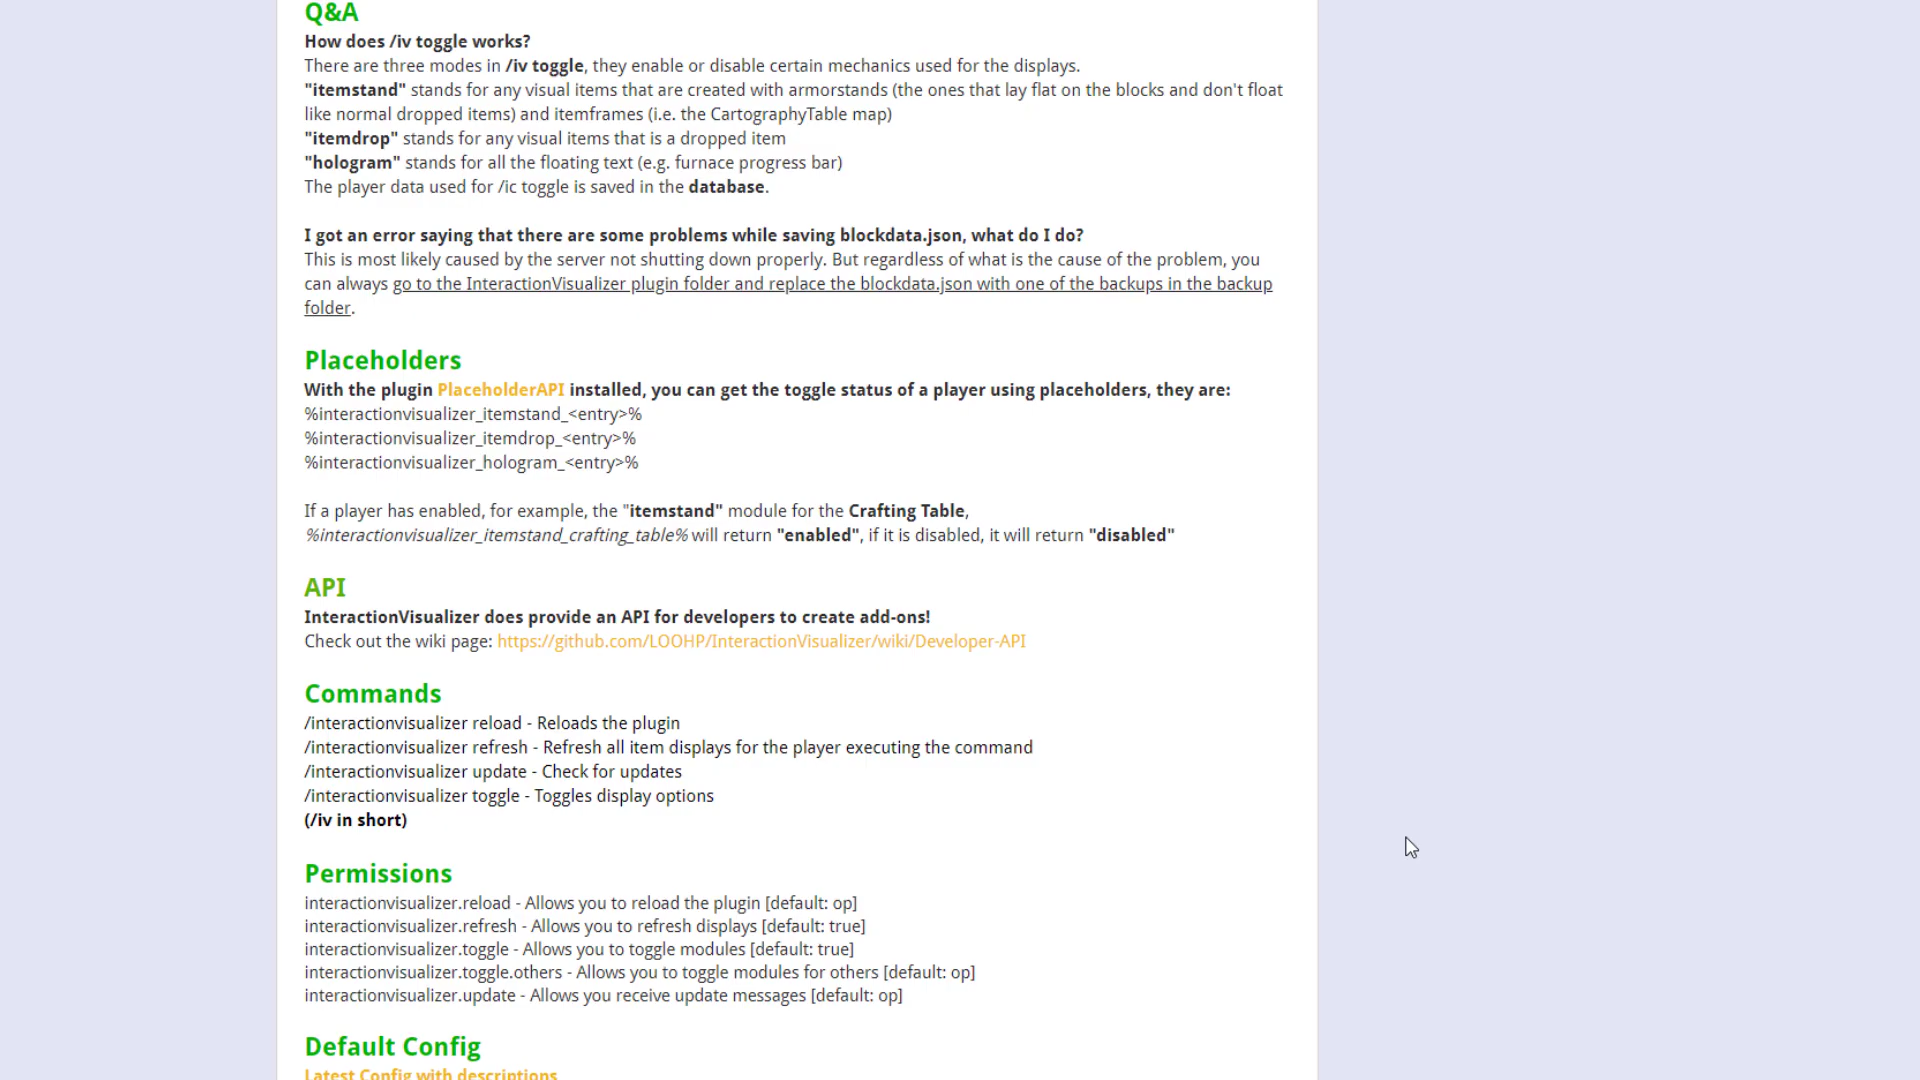 Q&A
How does /iv toggle works?
There are three modes in /iv toggle, they enable or disable certain mechanics used for the displays.
"itemstand" stands for any visual items that are created with armorstands (the ones that lay flat on the blocks and don't float
like normal dropped items) and itemframes (i.e. the CartographyTable map)
"itemdrop" stands for any visual items that is a dropped item
"hologram" stands for all the floating text (e.g. furnace progress bar)
The player data used for /ic toggle is saved in the database.
I got an error saying that there are some problems while saving blockdata.json, what do I do?
This is most likely caused by the server not shutting down properly. But regardless of what is the cause of the problem, you
can always go to the InteractionVisualizer plugin folder and replace the blockdata.json with one of the backups in the backup
folder.
Placeholders
With the plugin PlaceholderAPI installed, you can get the toggle status of a player using placeholders, they are:
%interactionvisualizer_itemstand_<entry>%
%interactionvisualizer_itemdrop_<entry>%
%interactionvisualizer_hologram_<entry>%
If a player has enabled, for example, the "itemstand" module for the Crafting Table,
%interactionvisualizer_itemstand_crafting_table% will return "enabled", if it is disabled, it will return "disabled"
API
InteractionVisualizer does provide an API for developers to create add-ons!
Check out the wiki page: https://github.com/LOOHP/InteractionVisualizer/wiki/Developer-API
Commands
/interactionvisualizer reload - Reloads the plugin
/interactionvisualizer refresh - Refresh all item displays for the player executing the command
/interactionvisualizer update - Check for updates
/interactionvisualizer toggle - Toggles display options
(/iv in short)
Permissions
interactionvisualizer.reload - Allows you to reload the plugin [default: op]
interactionvisualizer.refresh - Allows you to refresh displays [default: true]
interactionvisualizer.toggle - Allows you to toggle modules [default: true]
interactionvisualizer.toggle.others - Allows you to toggle modules for others [default: op]
interactionvisualizer.update - Allows you receive update messages [default: op]
Default Config
Latest Config with descriptions